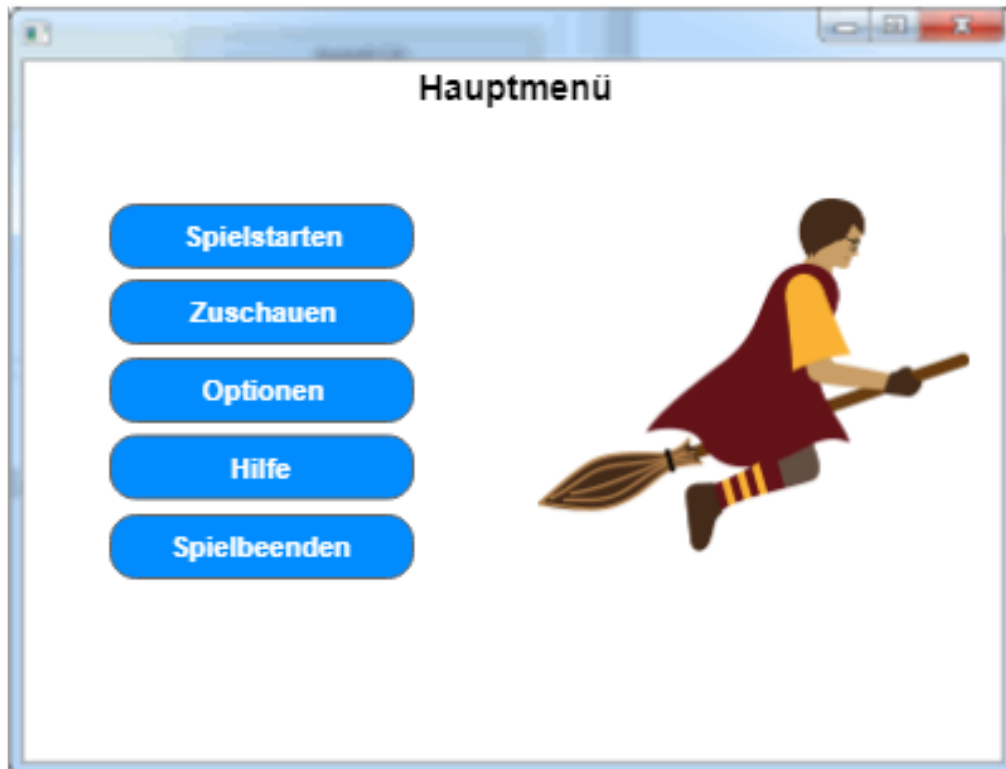 Hauptmenü
Spielstarten
Zuschauen
Optionen
Hilfe
Spielbeenden